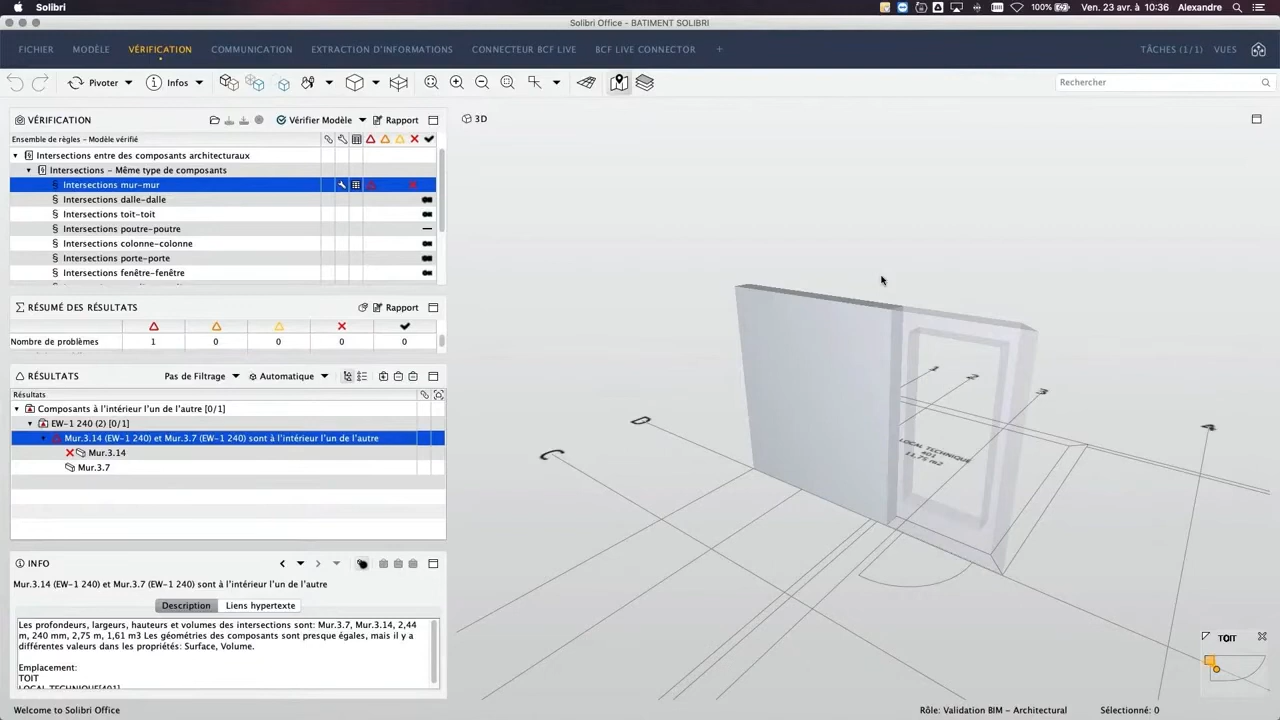 Solibri
100%
Ven. 23 avr. à 10:36
Alexandre
Solibri Office - BATIMENT SOLIBRI
FICHIER
MODÈLE
VÉRIFICATION
COMMUNICATION
EXTRACTION D'INFORMATIONS
CONNECTEUR BCF LIVE
BCF LIVE CONNECTOR
+
TÂCHES (1/1)
VUES
Pivoter
Infos
Rechercher
VÉRIFICATION
Vérifier Modèle
Rapport
3D
Ensemble de règles - Modèle vérifié
Intersections entre des composants architecturaux
Intersections - Même type de composants
§ Intersections mur-mur
§ Intersections dalle-dalle
§ Intersections toit-toit
§ Intersections poutre-poutre
§ Intersections colonne-colonne
§ Intersections porte-porte
§ Intersections fenêtre-fenêtre
RÉSUMÉ DES RÉSULTATS
Rapport
Nombre de problèmes 1 0 0 0 0
RÉSULTATS
Pas de Filtrage
Automatique
Résultats
Composants à l'intérieur l'un de l'autre [0/1]
EW-1 240 (2) [0/1]
Mur.3.14 (EW-1 240) et Mur.3.7 (EW-1 240) sont à l'intérieur l'un de l'autre
Mur.3.14
Mur.3.7
1
2
3
4
D
C
LOCAL TECHNIQUE
401
11,75 m2
INFO
Mur.3.14 (EW-1 240) et Mur.3.7 (EW-1 240) sont à l'intérieur l'un de l'autre
Description
Liens hypertexte
Les profondeurs, largeurs, hauteurs et volumes des intersections sont: Mur.3.7, Mur.3.14, 2,44
m, 240 mm, 2,75 m, 1,61 m3 Les géométries des composants sont presque égales, mais il y a
différentes valeurs dans les propriétés: Surface, Volume.
Emplacement:
TOIT
LOCAL TECHNIQUE[401]
TOIT
Welcome to Solibri Office
Rôle: Validation BIM - Architectural
Sélectionné: 0